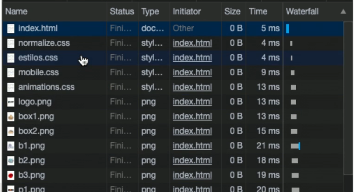 Name Status Type Initiator Size Time Waterfall
index.html Fini... doc... Other 0 B 5 ms
normalize.css Fini... styl... index.html 0 B 4 ms
estilos.css Fini... styl... index.html 0 B 4 ms
mobile.css Fini... styl... index.html 0 B 9 ms
animations.css Fini... styl... index.html 0 B 13 ms
logo.png Fini... png index.html 0 B 13 ms
box1.png Fini... png index.html 0 B 13 ms
box2.png Fini... png index.html 0 B 15 ms
b1.png Fini... png index.html 0 B 21 ms
b2.png Fini... png index.html 0 B 18 ms
b3.png Fini... png index.html 0 B 19 ms
p1.png Fini... png index.html 0 B 20 ms